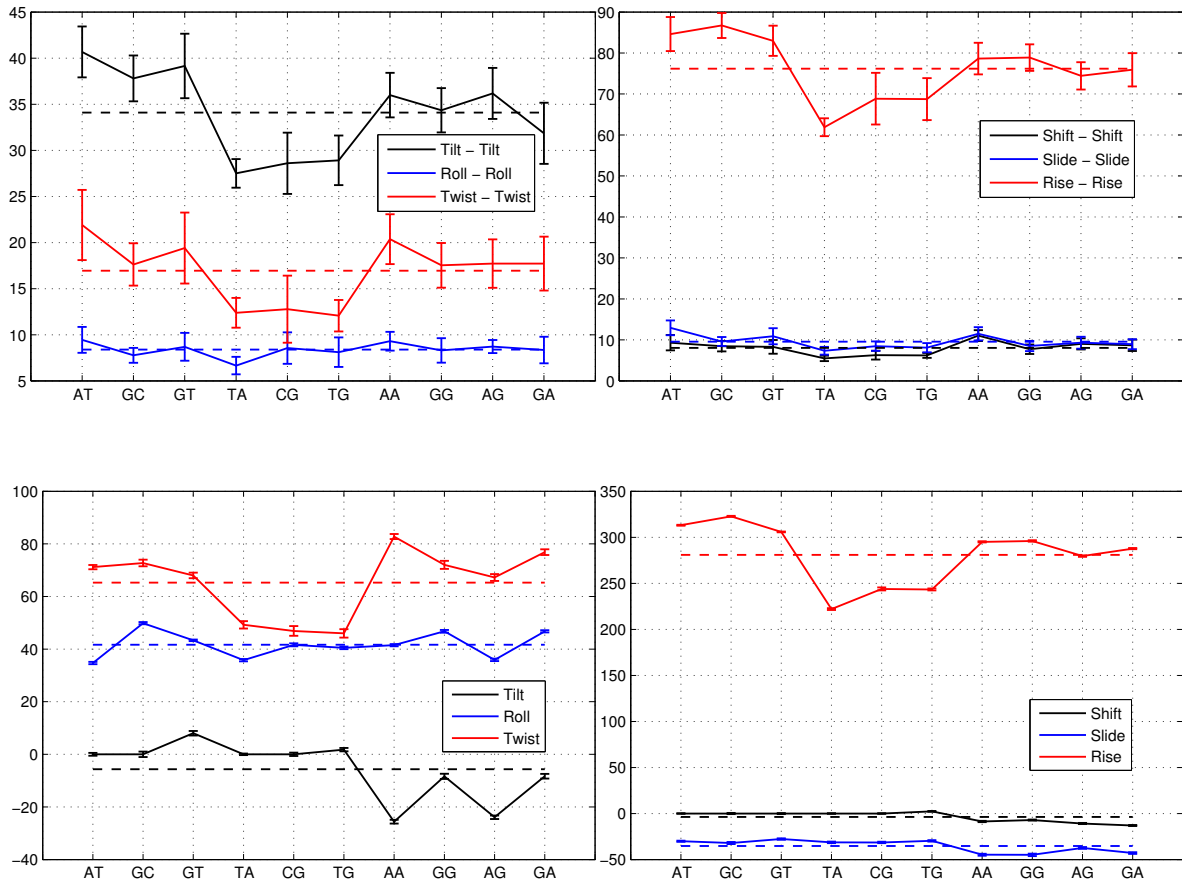 45
40
35
30
25
20
15
10
5
AT GC GT TA CG TG AA GG AG GA
Tilt − Tilt
Roll − Roll
Twist − Twist
90
80
70
60
50
40
30
20
10
0
AT GC GT TA CG TG AA GG AG GA
Shift − Shift
Slide − Slide
Rise − Rise
100
80
60
40
20
0
−20
−40
AT GC GT TA CG TG AA GG AG GA
Tilt
Roll
Twist
350
300
250
200
150
100
50
0
−50
AT GC GT TA CG TG AA GG AG GA
Shift
Slide
Rise